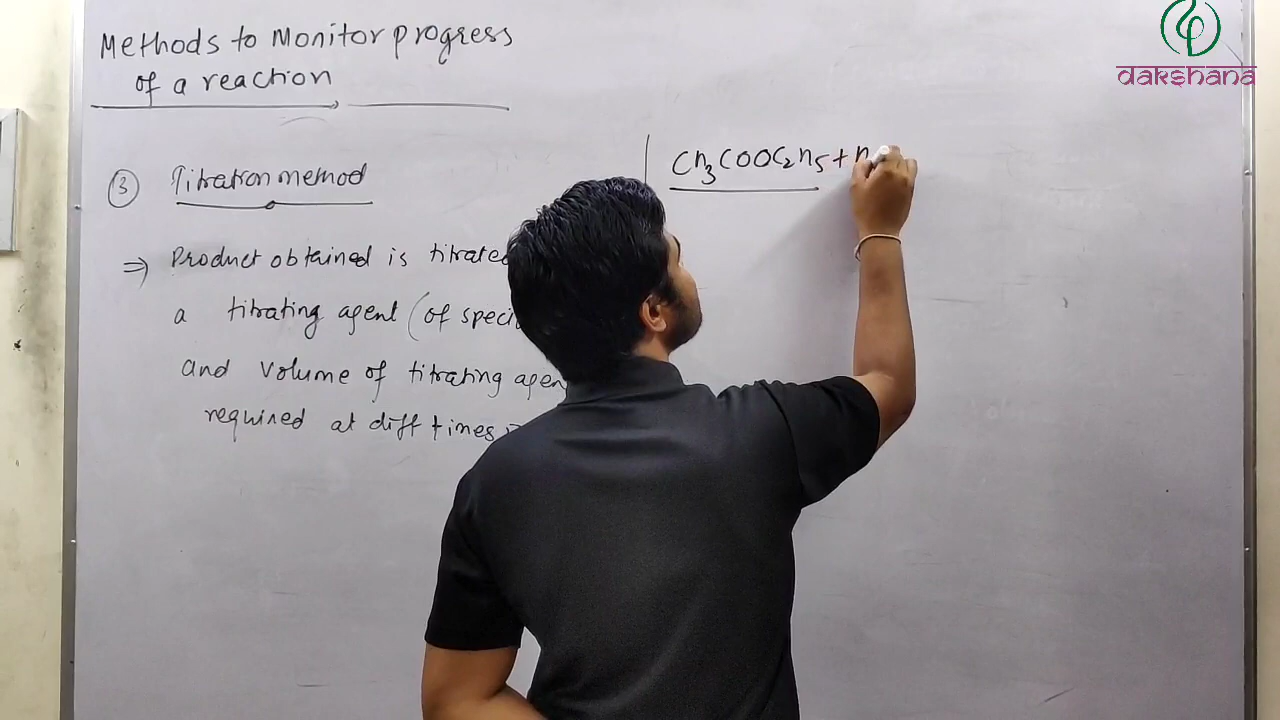 Methods to Monitor progress
of a reaction
③ Titration method
⇒ Product obtained is titrated
a titrating agent (of speci
and volume of titrating agen
required at diff times
CH3COOC2H5 + H
dakshana